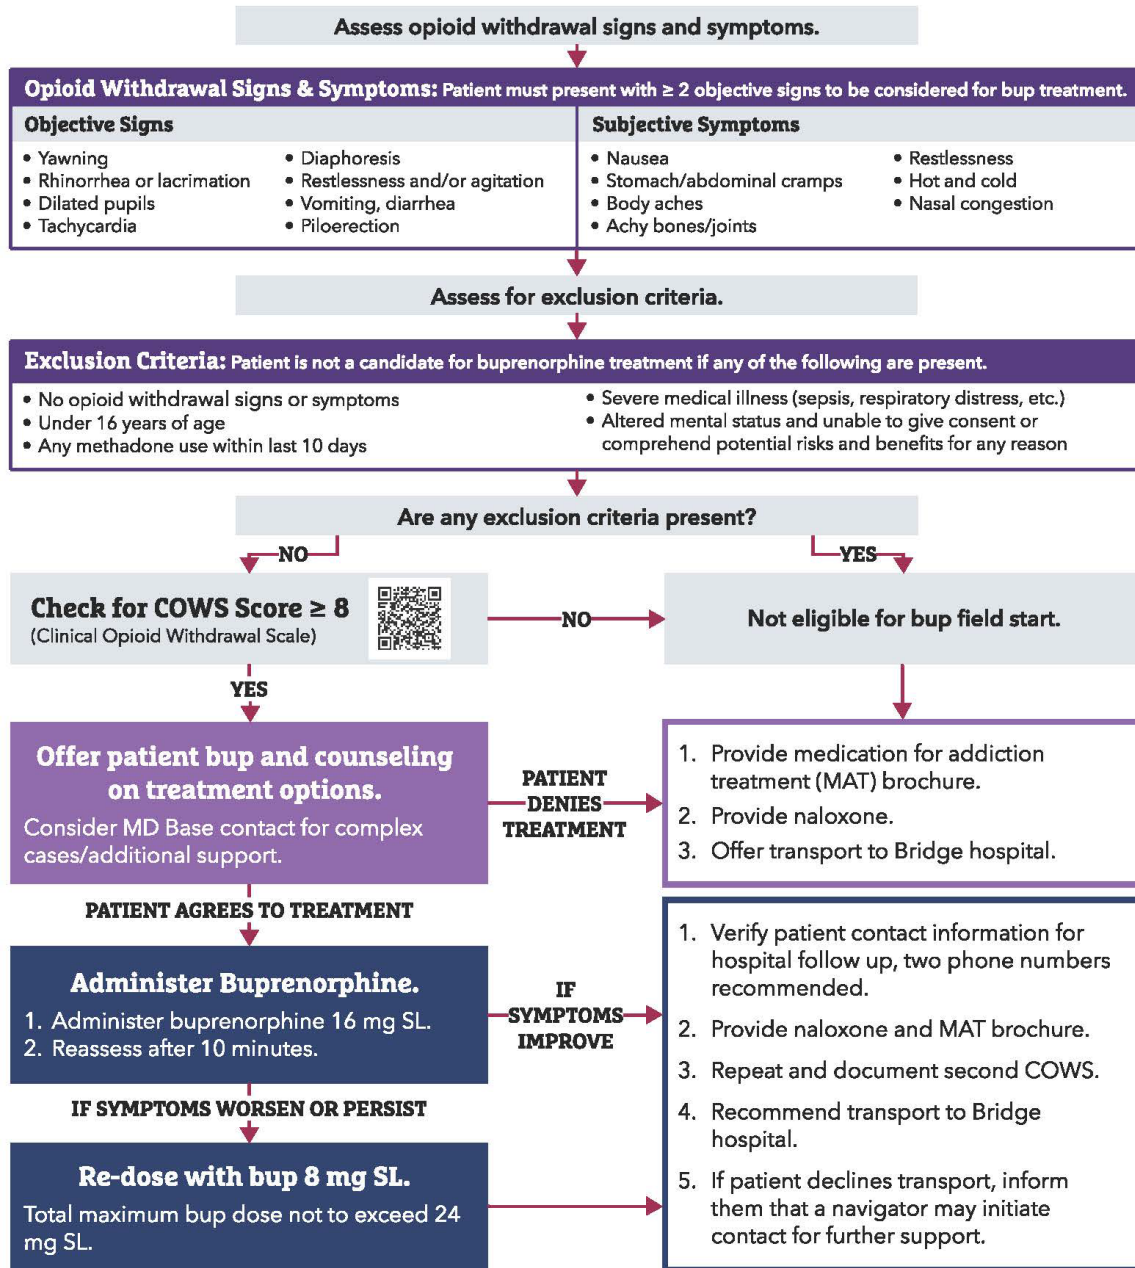 Assess opioid withdrawal signs and symptoms.
Opioid Withdrawal Signs & Symptoms: Patient must present with ≥ 2 objective signs to be considered for bup treatment.
Objective Signs
• Yawning
• Rhinorrhea or lacrimation
• Dilated pupils
• Tachycardia
• Diaphoresis
• Restlessness and/or agitation
• Vomiting, diarrhea
• Piloerection
Subjective Symptoms
• Nausea
• Stomach/abdominal cramps
• Body aches
• Achy bones/joints
• Restlessness
• Hot and cold
• Nasal congestion
Assess for exclusion criteria.
Exclusion Criteria: Patient is not a candidate for buprenorphine treatment if any of the following are present.
• No opioid withdrawal signs or symptoms
• Under 16 years of age
• Any methadone use within last 10 days
• Severe medical illness (sepsis, respiratory distress, etc.)
• Altered mental status and unable to give consent or
comprehend potential risks and benefits for any reason
Are any exclusion criteria present?
NO
YES
Check for COWS Score ≥ 8
(Clinical Opioid Withdrawal Scale)
NO
Not eligible for bup field start.
YES
Offer patient bup and counseling
on treatment options.
Consider MD Base contact for complex
cases/additional support.
PATIENT
DENIES
TREATMENT
1. Provide medication for addiction
treatment (MAT) brochure.
2. Provide naloxone.
3. Offer transport to Bridge hospital.
PATIENT AGREES TO TREATMENT
Administer Buprenorphine.
1. Administer buprenorphine 16 mg SL.
2. Reassess after 10 minutes.
IF
SYMPTOMS
IMPROVE
1. Verify patient contact information for
hospital follow up, two phone numbers
recommended.
2. Provide naloxone and MAT brochure.
3. Repeat and document second COWS.
4. Recommend transport to Bridge
hospital.
5. If patient declines transport, inform
them that a navigator may initiate
contact for further support.
IF SYMPTOMS WORSEN OR PERSIST
Re-dose with bup 8 mg SL.
Total maximum bup dose not to exceed 24
mg SL.